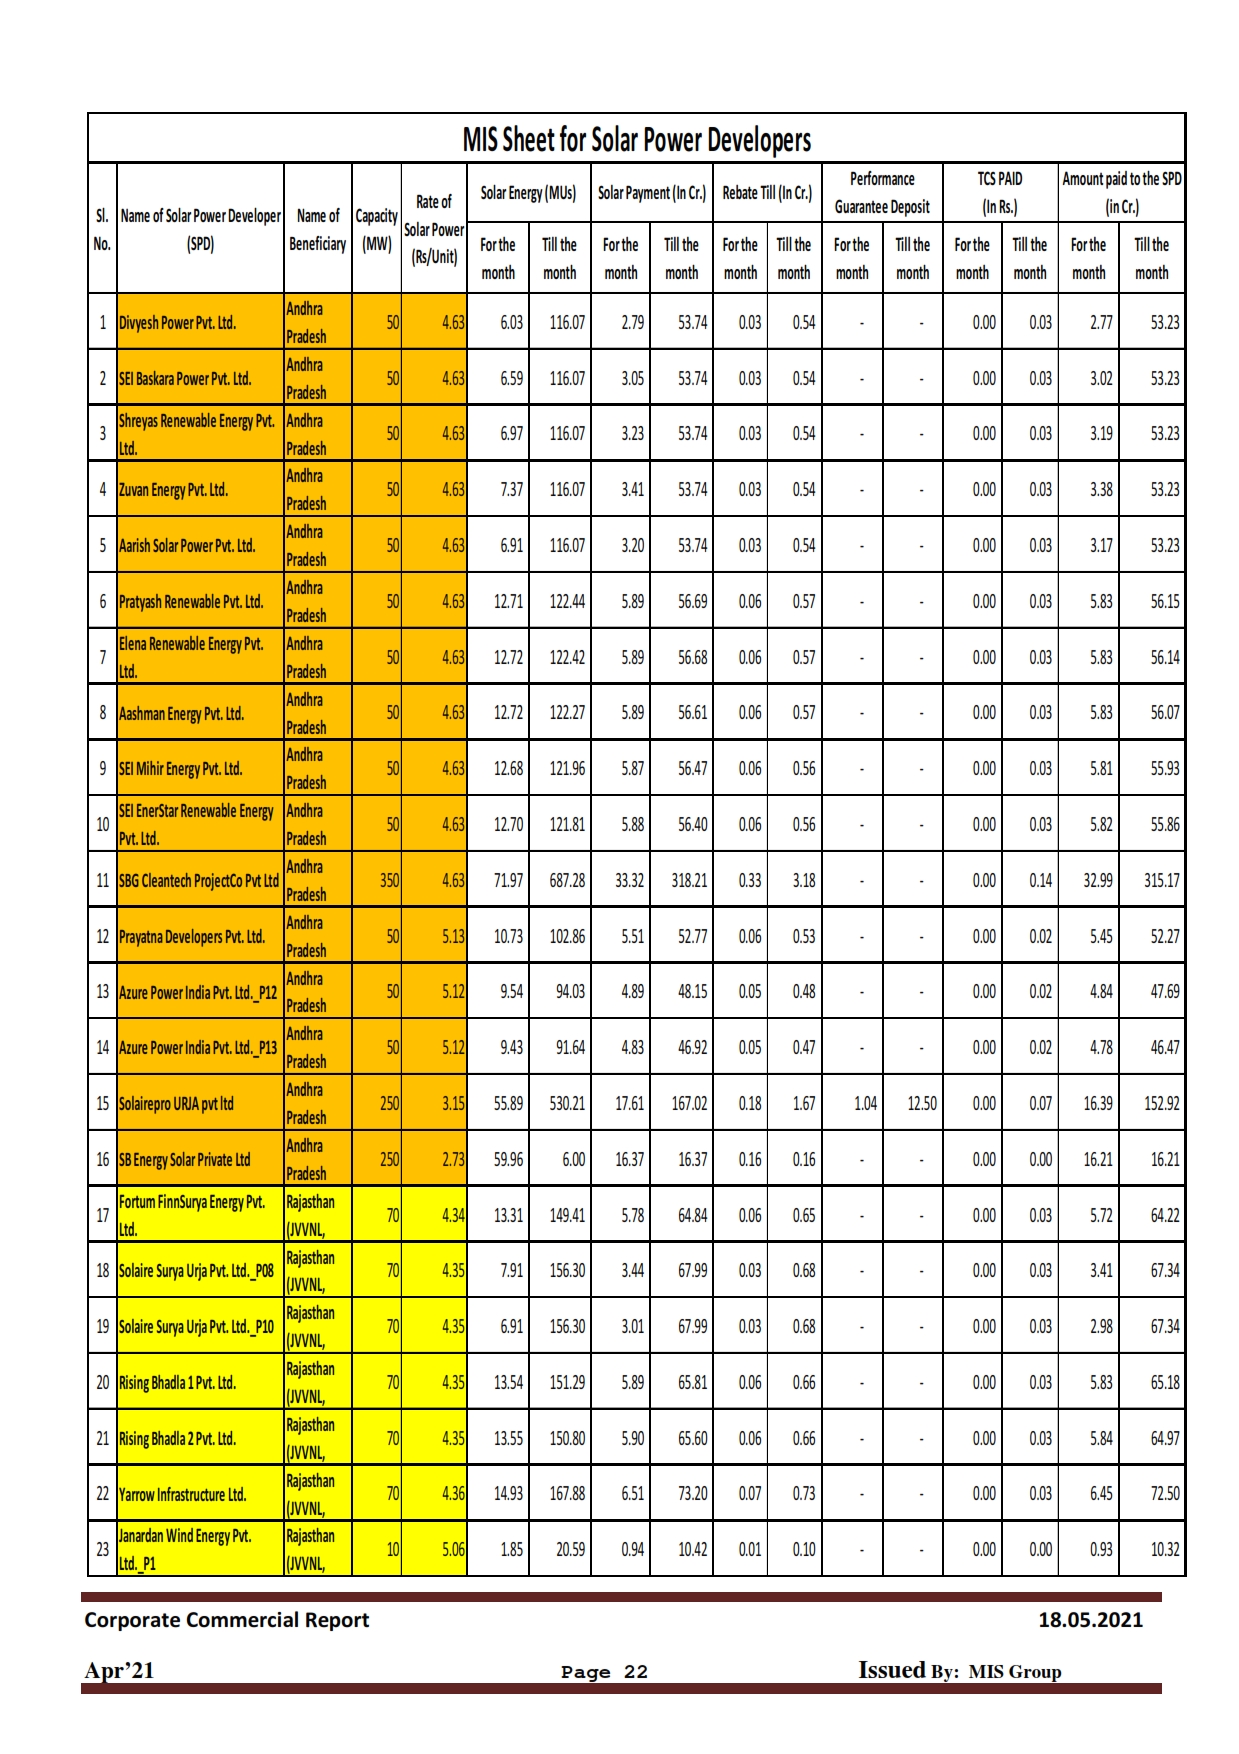 MIS Sheet for Solar Power Developers
Sl. No. Name of Solar Power Developer (SPD) Name of Beneficiary Capacity (MW) Rate of Solar Power (Rs/Unit) Solar Energy (MUs) Solar Payment (In Cr.) Rebate Till (In Cr.) Performance Guarantee Deposit TCS PAID (In Rs.) Amount paid to the SPD (in Cr.)
For the month Till the month For the month Till the month For the month Till the month For the month Till the month For the month Till the month For the month Till the month
1 Divyesh Power Pvt. Ltd. Andhra Pradesh 50 4.63 6.03 116.07 2.79 53.74 0.03 0.54 - - 0.00 0.03 2.77 53.23
2 SEI Baskara Power Pvt. Ltd. Andhra Pradesh 50 4.63 6.59 116.07 3.05 53.74 0.03 0.54 - - 0.00 0.03 3.02 53.23
3 Shreyas Renewable Energy Pvt. Ltd. Andhra Pradesh 50 4.63 6.97 116.07 3.23 53.74 0.03 0.54 - - 0.00 0.03 3.19 53.23
4 Zuvan Energy Pvt. Ltd. Andhra Pradesh 50 4.63 7.37 116.07 3.41 53.74 0.03 0.54 - - 0.00 0.03 3.38 53.23
5 Aarish Solar Power Pvt. Ltd. Andhra Pradesh 50 4.63 6.91 116.07 3.20 53.74 0.03 0.54 - - 0.00 0.03 3.17 53.23
6 Pratyash Renewable Pvt. Ltd. Andhra Pradesh 50 4.63 12.71 122.44 5.89 56.69 0.06 0.57 - - 0.00 0.03 5.83 56.15
7 Elena Renewable Energy Pvt. Ltd. Andhra Pradesh 50 4.63 12.72 122.42 5.89 56.68 0.06 0.57 - - 0.00 0.03 5.83 56.14
8 Aashman Energy Pvt. Ltd. Andhra Pradesh 50 4.63 12.72 122.27 5.89 56.61 0.06 0.57 - - 0.00 0.03 5.83 56.07
9 SEI Mihir Energy Pvt. Ltd. Andhra Pradesh 50 4.63 12.68 121.96 5.87 56.47 0.06 0.56 - - 0.00 0.03 5.81 55.93
10 SEI EnerStar Renewable Energy Pvt. Ltd. Andhra Pradesh 50 4.63 12.70 121.81 5.88 56.40 0.06 0.56 - - 0.00 0.03 5.82 55.86
11 SBG Cleantech ProjectCo Pvt Ltd Andhra Pradesh 350 4.63 71.97 687.28 33.32 318.21 0.33 3.18 - - 0.00 0.14 32.99 315.17
12 Prayatna Developers Pvt. Ltd. Andhra Pradesh 50 5.13 10.73 102.86 5.51 52.77 0.06 0.53 - - 0.00 0.02 5.45 52.27
13 Azure Power India Pvt. Ltd._P12 Andhra Pradesh 50 5.12 9.54 94.03 4.89 48.15 0.05 0.48 - - 0.00 0.02 4.84 47.69
14 Azure Power India Pvt. Ltd._P13 Andhra Pradesh 50 5.12 9.43 91.64 4.83 46.92 0.05 0.47 - - 0.00 0.02 4.78 46.47
15 Solairepro URJA pvt ltd Andhra Pradesh 250 3.15 55.89 530.21 17.61 167.02 0.18 1.67 1.04 12.50 0.00 0.07 16.39 152.92
16 SB Energy Solar Private Ltd Andhra Pradesh 250 2.73 59.96 6.00 16.37 16.37 0.16 0.16 - - 0.00 0.00 16.21 16.21
17 Fortum FinnSurya Energy Pvt. Ltd. Rajasthan (JVVNL, 70 4.34 13.31 149.41 5.78 64.84 0.06 0.65 - - 0.00 0.03 5.72 64.22
18 Solaire Surya Urja Pvt. Ltd._P08 Rajasthan (JVVNL, 70 4.35 7.91 156.30 3.44 67.99 0.03 0.68 - - 0.00 0.03 3.41 67.34
19 Solaire Surya Urja Pvt. Ltd._P10 Rajasthan (JVVNL, 70 4.35 6.91 156.30 3.01 67.99 0.03 0.68 - - 0.00 0.03 2.98 67.34
20 Rising Bhadla 1 Pvt. Ltd. Rajasthan (JVVNL, 70 4.35 13.54 151.29 5.89 65.81 0.06 0.66 - - 0.00 0.03 5.83 65.18
21 Rising Bhadla 2 Pvt. Ltd. Rajasthan (JVVNL, 70 4.35 13.55 150.80 5.90 65.60 0.06 0.66 - - 0.00 0.03 5.84 64.97
22 Yarrow Infrastructure Ltd. Rajasthan (JVVNL, 70 4.36 14.93 167.88 6.51 73.20 0.07 0.73 - - 0.00 0.03 6.45 72.50
23 Janardan Wind Energy Pvt. Ltd._P1 Rajasthan (JVVNL, 10 5.06 1.85 20.59 0.94 10.42 0.01 0.10 - - 0.00 0.00 0.93 10.32
Corporate Commercial Report 18.05.2021
Apr’21 Page 22 Issued By: MIS Group